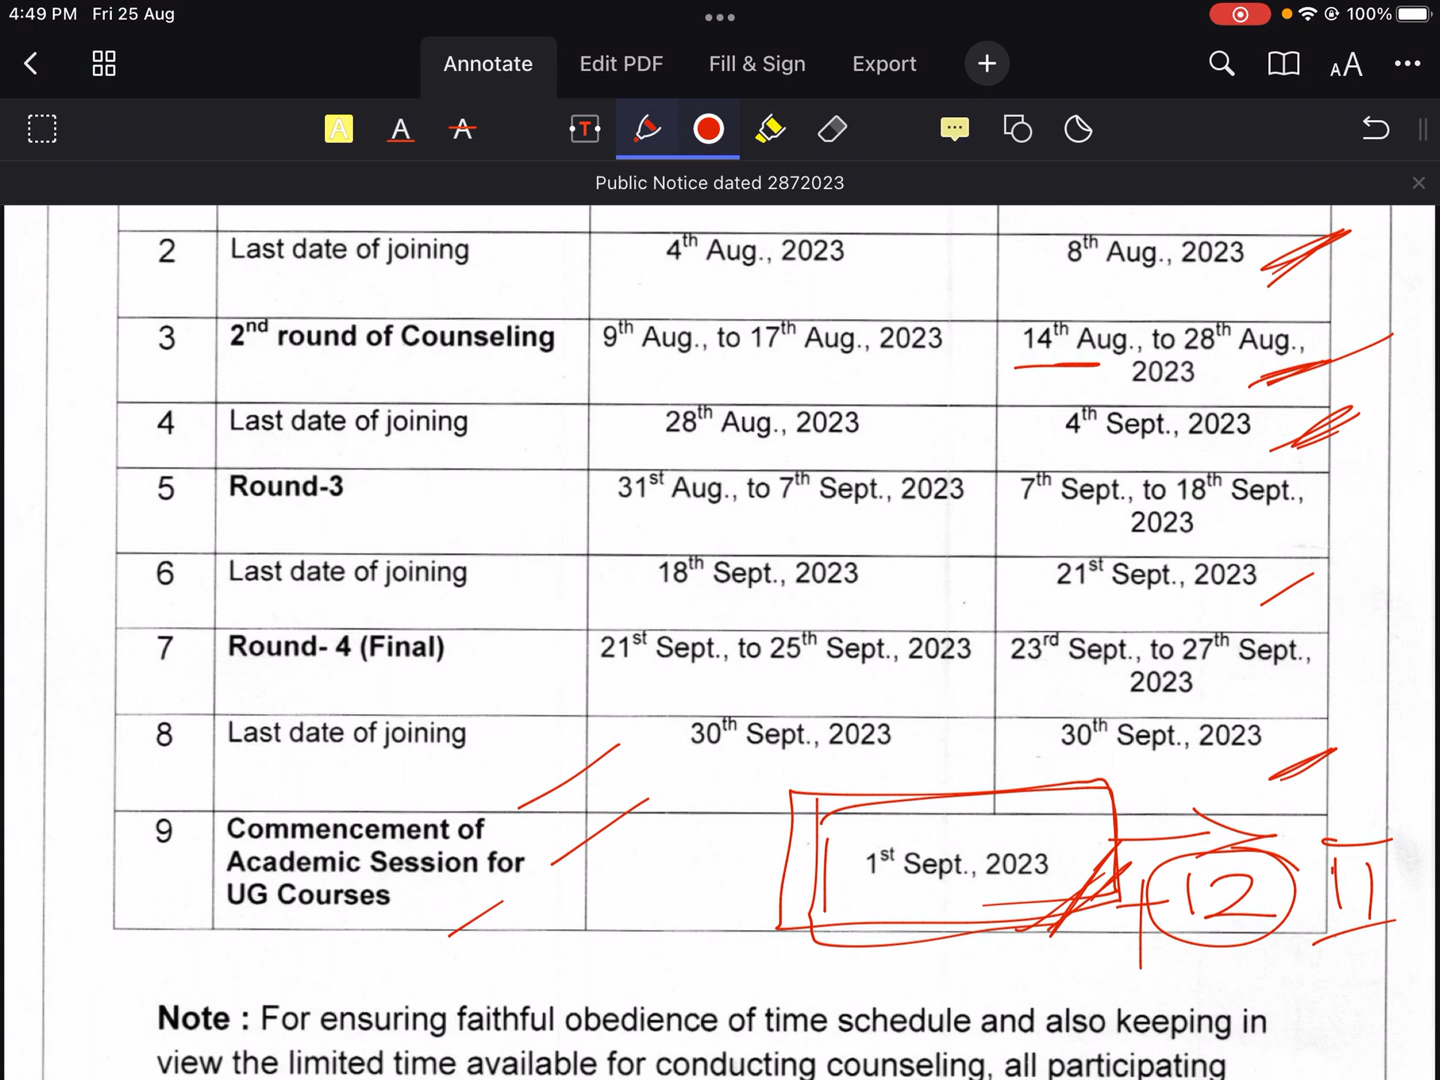 4:49 PM Fri 25 Aug 100%
Annotate Edit PDF Fill & Sign Export +
AA
A A A T
Public Notice dated 2872023
2 Last date of joining 4th Aug., 2023 8th Aug., 2023
3 2nd round of Counseling 9th Aug., to 17th Aug., 2023 14th Aug., to 28th Aug.,
2023
4 Last date of joining 28th Aug., 2023 4th Sept., 2023
5 Round-3 31st Aug., to 7th Sept., 2023 7th Sept., to 18th Sept.,
2023
6 Last date of joining 18th Sept., 2023 21st Sept., 2023
7 Round- 4 (Final) 21st Sept., to 25th Sept., 2023 23rd Sept., to 27th Sept.,
2023
8 Last date of joining 30th Sept., 2023 30th Sept., 2023
9 Commencement of
Academic Session for 1st Sept., 2023
UG Courses
+ 12 11
Note : For ensuring faithful obedience of time schedule and also keeping in
view the limited time available for conducting counseling, all participating